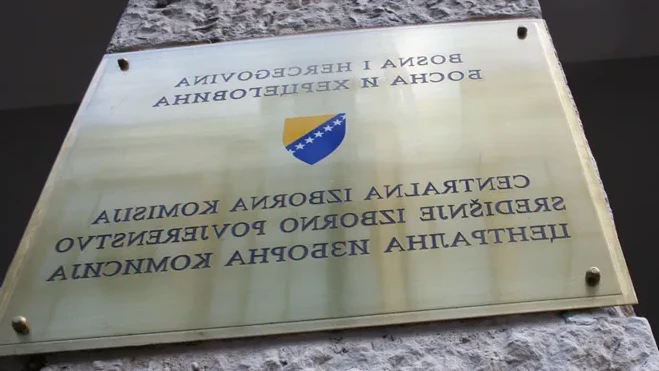 BOSNA I HERCEGOVINA
БОСНА И ХЕРЦЕГОВИНА
CENTRALNA IZBORNA KOMISIJA
SREDIŠNJE IZBORNO POVJERENSTVO
ЦЕНТРАЛНА ИЗБОРНА КОМИСИЈА